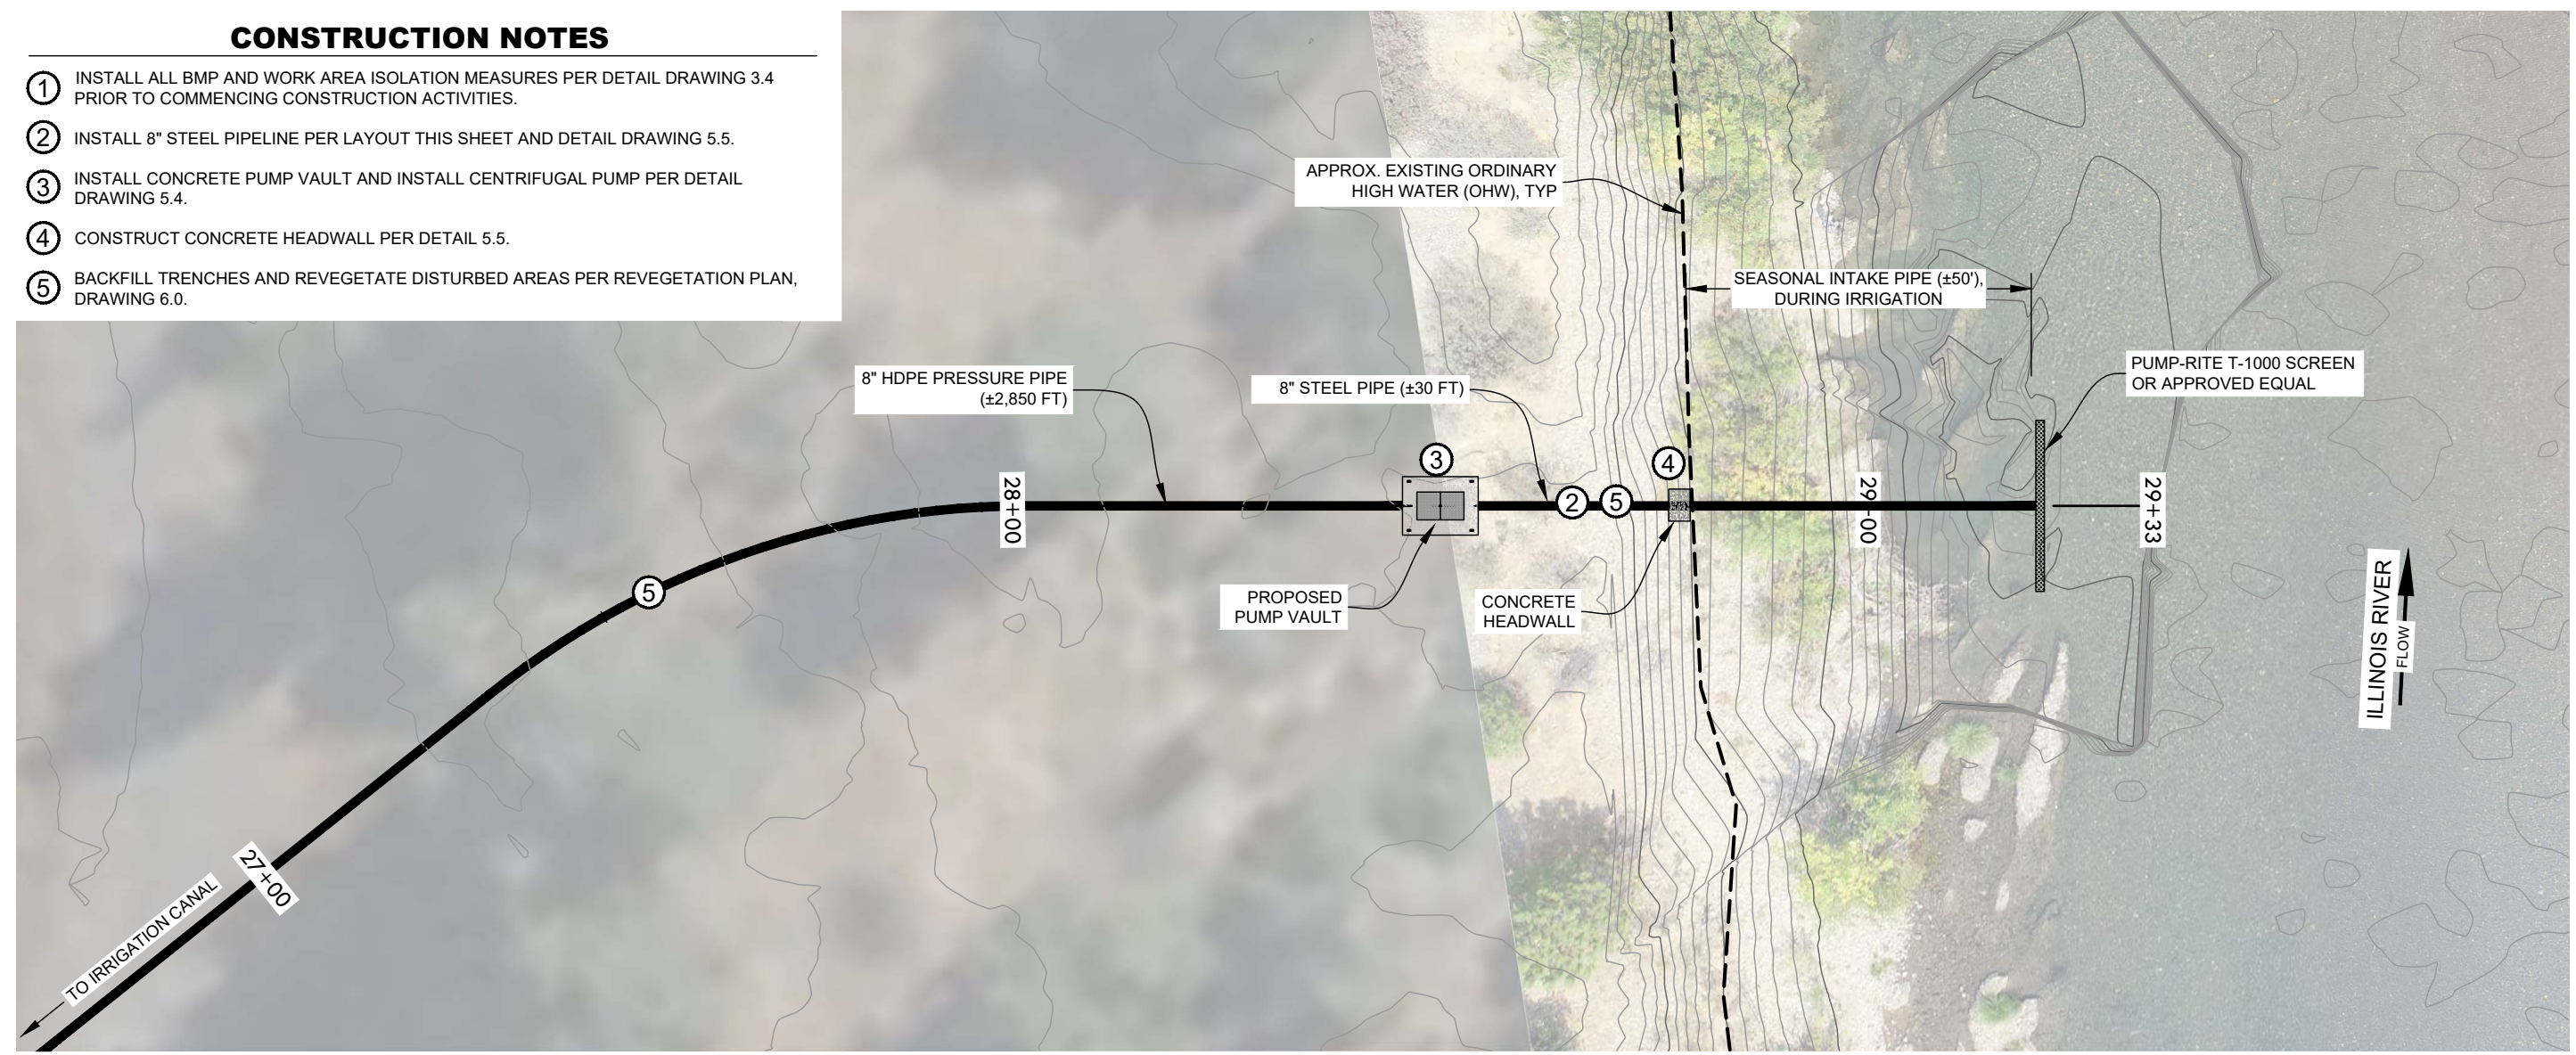 CONSTRUCTION NOTES
1 INSTALL ALL BMP AND WORK AREA ISOLATION MEASURES PER DETAIL DRAWING 3.4
PRIOR TO COMMENCING CONSTRUCTION ACTIVITIES.
2 INSTALL 8" STEEL PIPELINE PER LAYOUT THIS SHEET AND DETAIL DRAWING 5.5.
3 INSTALL CONCRETE PUMP VAULT AND INSTALL CENTRIFUGAL PUMP PER DETAIL
DRAWING 5.4.
4 CONSTRUCT CONCRETE HEADWALL PER DETAIL 5.5.
5 BACKFILL TRENCHES AND REVEGETATE DISTURBED AREAS PER REVEGETATION PLAN,
DRAWING 6.0.
APPROX. EXISTING ORDINARY
HIGH WATER (OHW), TYP
SEASONAL INTAKE PIPE (±50'),
DURING IRRIGATION
PUMP-RITE T-1000 SCREEN
OR APPROVED EQUAL
8" HDPE PRESSURE PIPE
(±2,850 FT)
8" STEEL PIPE (±30 FT)
3
4
28+00
2
5
29+00
29+33
5
PROPOSED
PUMP VAULT
CONCRETE
HEADWALL
ILLINOIS RIVER
FLOW
27+00
TO IRRIGATION CANAL